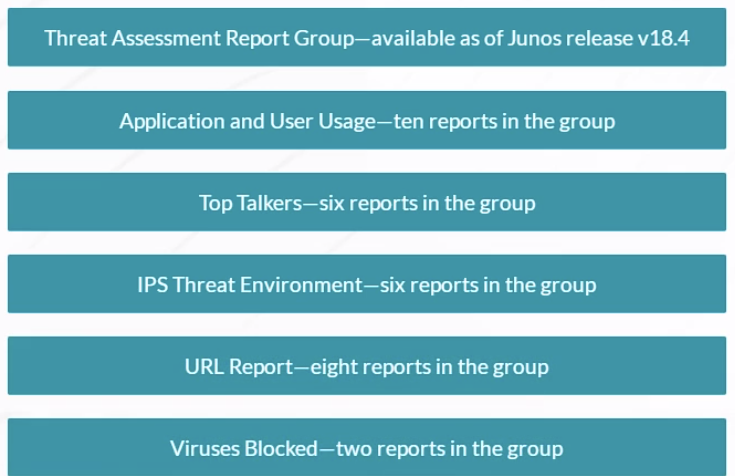 Threat Assessment Report Group—available as of Junos release v18.4
Application and User Usage—ten reports in the group
Top Talkers—six reports in the group
IPS Threat Environment—six reports in the group
URL Report—eight reports in the group
Viruses Blocked—two reports in the group